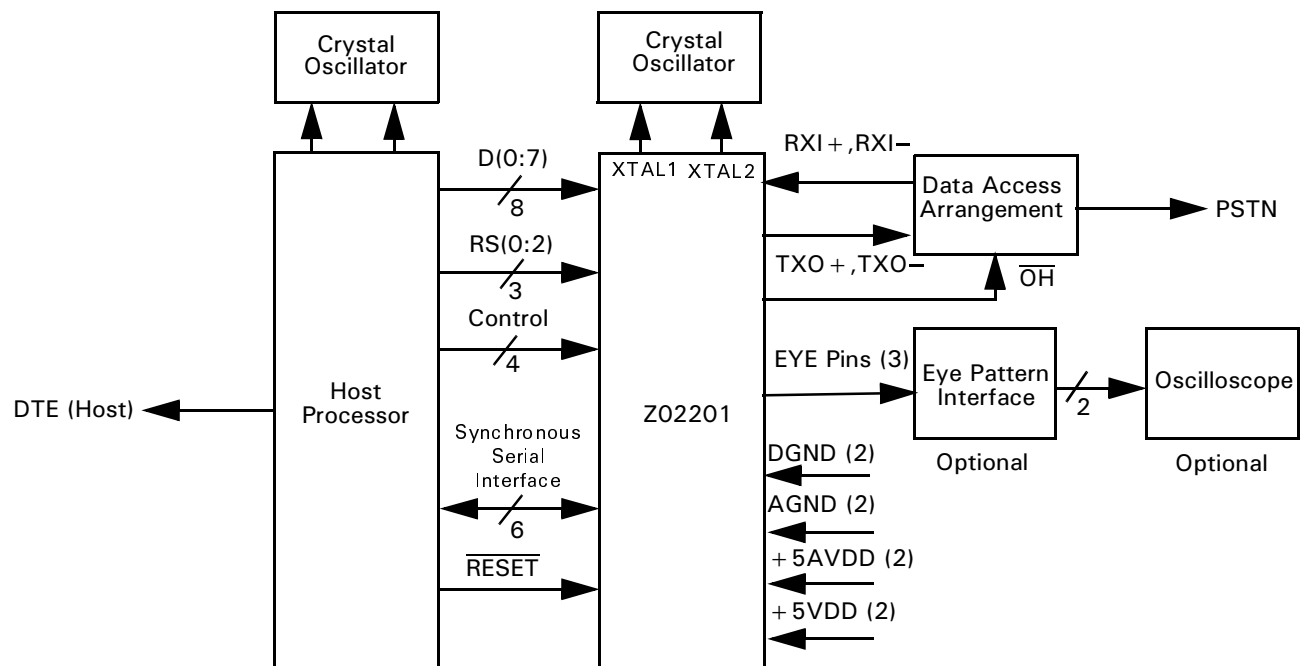 Crystal
Oscillator
Crystal
Oscillator
D(0:7)
8
RS(0:2)
3
Control
4
Synchronous
Serial
Interface
6
RESET
DTE (Host)
Host
Processor
XTAL1 XTAL2
Z02201
RXI+,RXI–
TXO+,TXO–
OH
Data Access
Arrangement
PSTN
EYE Pins (3)
Eye Pattern
Interface
Optional
2
Oscilloscope
Optional
DGND (2)
AGND (2)
+5AVDD (2)
+5VDD (2)